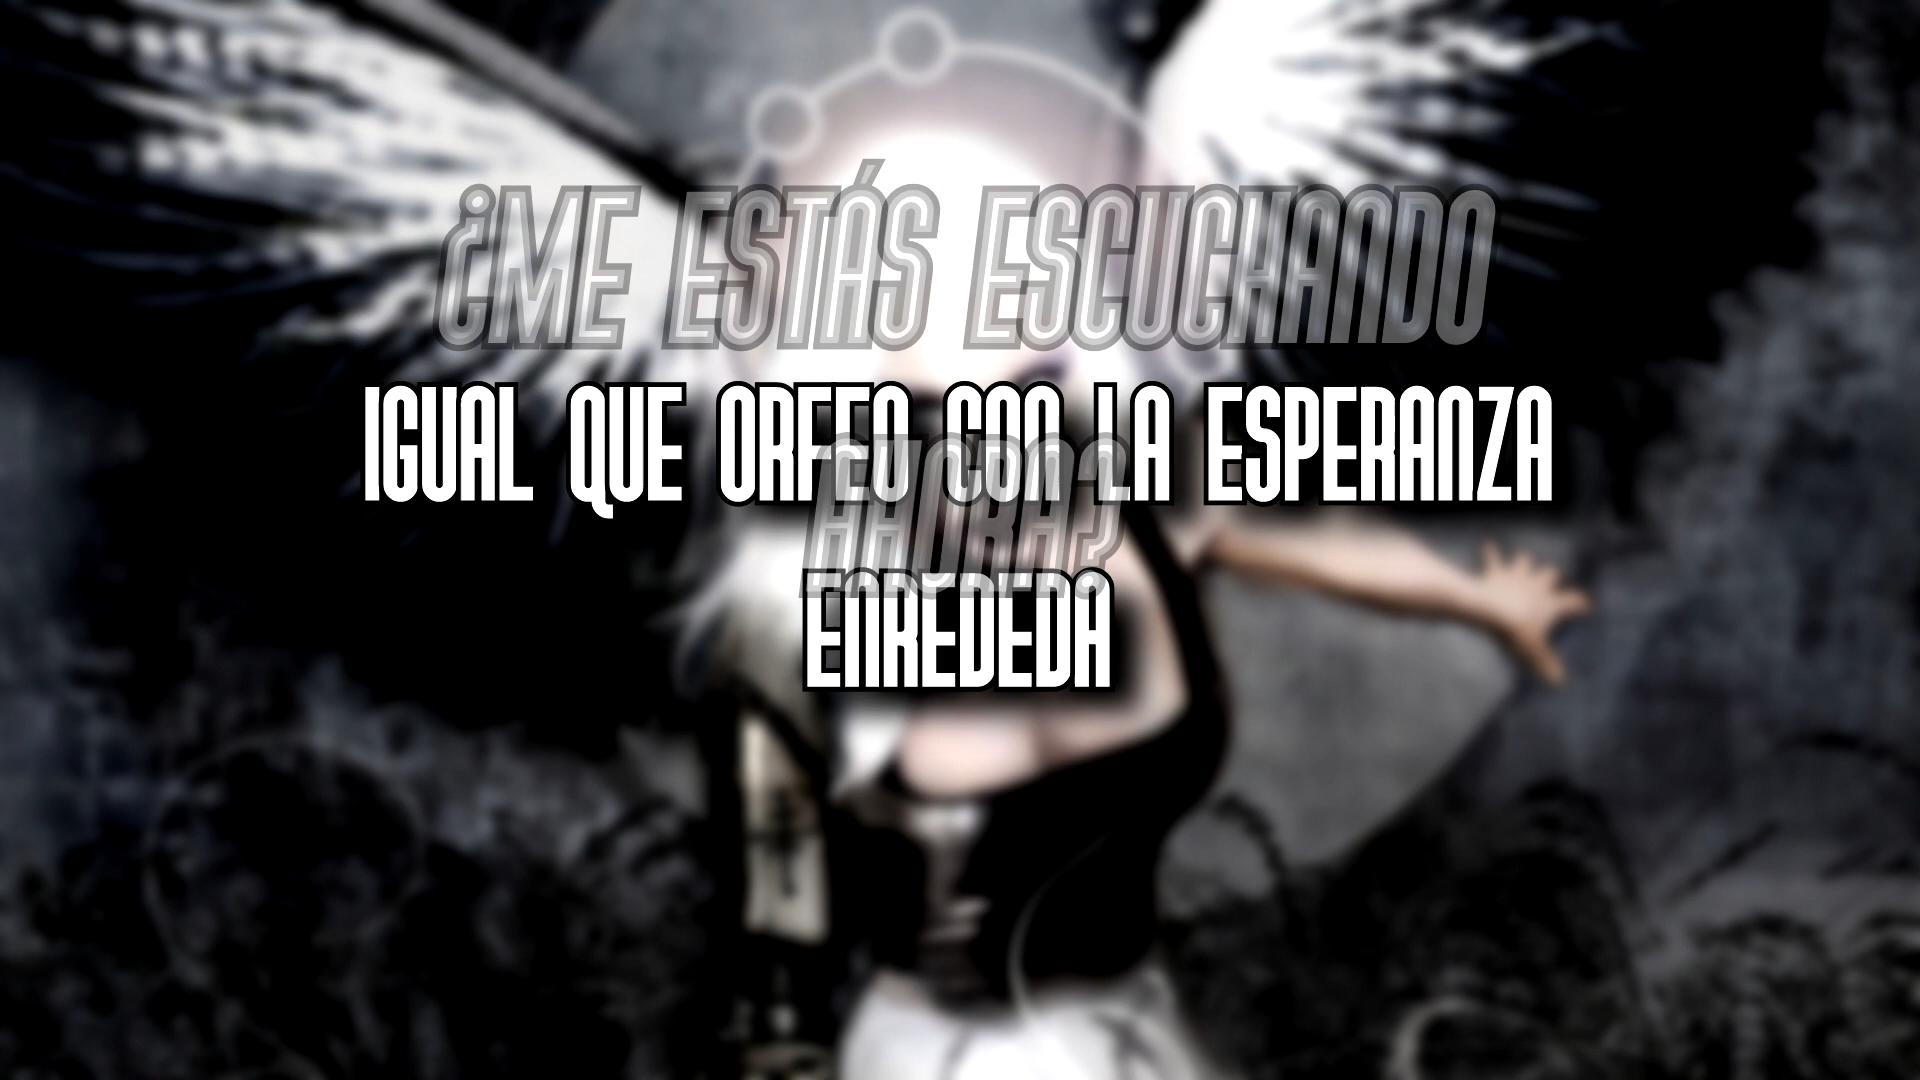 ¿ME ESTÁS ESCUCHANDO
IGUAL QUE ORFEO CON LA ESPERANZA
AHORA?
ENREDEDA